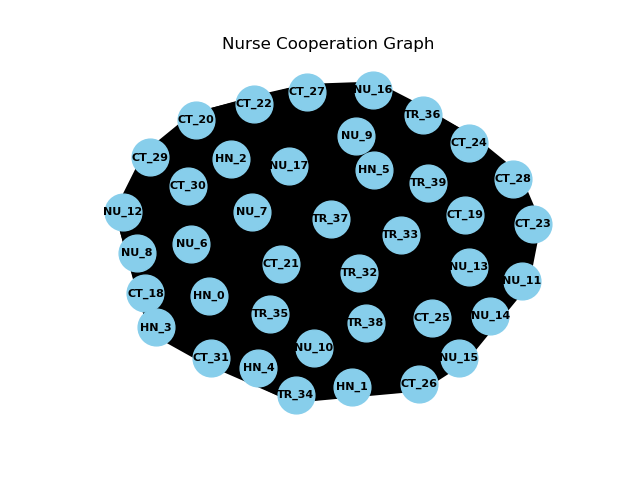 Nurse Cooperation Graph
NU_16
CT_27
CT_22
TR_36
CT_20
NU_9
CT_24
CT_29
HN_2
NU_17
HN_5
CT_28
TR_39
CT_30
NU_12
NU_7
CT_19
TR_37
CT_23
TR_33
NU_6
NU_8
CT_21
NU_13
TR_32
NU_11
CT_18
HN_0
TR_35
NU_14
CT_25
TR_38
HN_3
NU_10
CT_31
NU_15
HN_4
CT_26
HN_1
TR_34